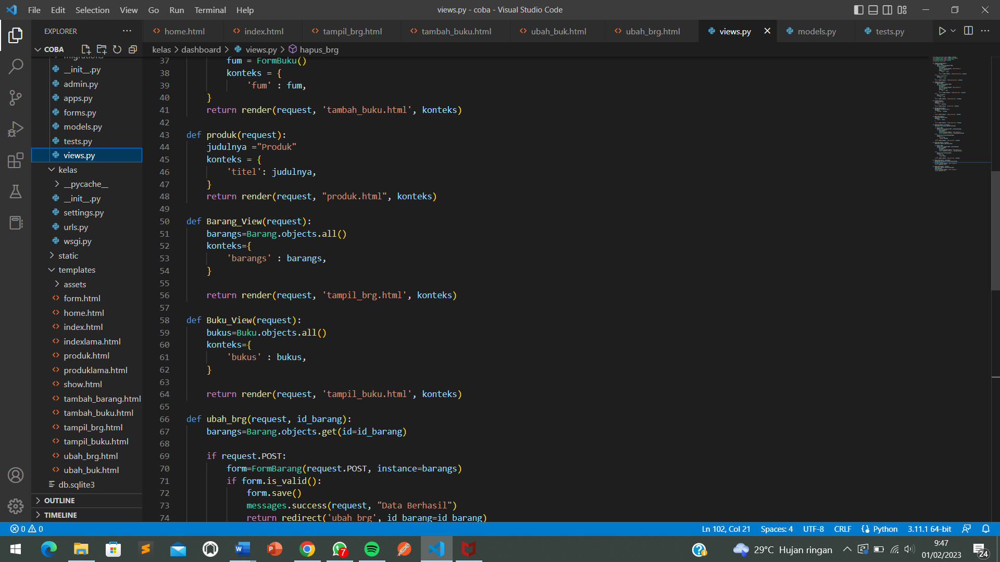 File Edit Selection View Go Run Terminal Help
views.py - coba - Visual Studio Code
EXPLORER
home.html
index.html
tampil_brg.html
tambah_buku.html
ubah_buk.html
ubah_brg.html
views.py
models.py
tests.py
COBA
kelas > dashboard > views.py > hapus_brg
migrations
__init__.py
admin.py
apps.py
forms.py
models.py
tests.py
views.py
kelas
__pycache__
__init__.py
settings.py
urls.py
wsgi.py
static
templates
assets
form.html
home.html
index.html
indexlama.html
produk.html
produklama.html
show.html
tambah_barang.html
tambah_buku.html
tampil_brg.html
tampil_buku.html
ubah_brg.html
ubah_buk.html
db.sqlite3
OUTLINE
TIMELINE
37 fum = FormBuku()
38 konteks = {
39 'fum' : fum,
40 }
41 return render(request, 'tambah_buku.html', konteks)
42
43 def produk(request):
44 judulnya ="Produk"
45 konteks = {
46 'titel': judulnya,
47 }
48 return render(request, "produk.html", konteks)
49
50 def Barang_View(request):
51 barangs=Barang.objects.all()
52 konteks={
53 'barangs' : barangs,
54 }
55
56 return render(request, 'tampil_brg.html', konteks)
57
58 def Buku_View(request):
59 bukus=Buku.objects.all()
60 konteks={
61 'bukus' : bukus,
62 }
63
64 return render(request, 'tampil_buku.html', konteks)
65
66 def ubah_brg(request, id_barang):
67 barangs=Barang.objects.get(id=id_barang)
68
69 if request.POST:
70 form=FormBarang(request.POST, instance=barangs)
71 if form.is_valid():
72 form.save()
73 messages.success(request, "Data Berhasil")
74 return redirect('ubah_brg', id_barang=id_barang)
0 0
Ln 102, Col 21 Spaces: 4 UTF-8 CRLF Python 3.11.1 64-bit
7
29°C Hujan ringan
9:47
01/02/2023
24